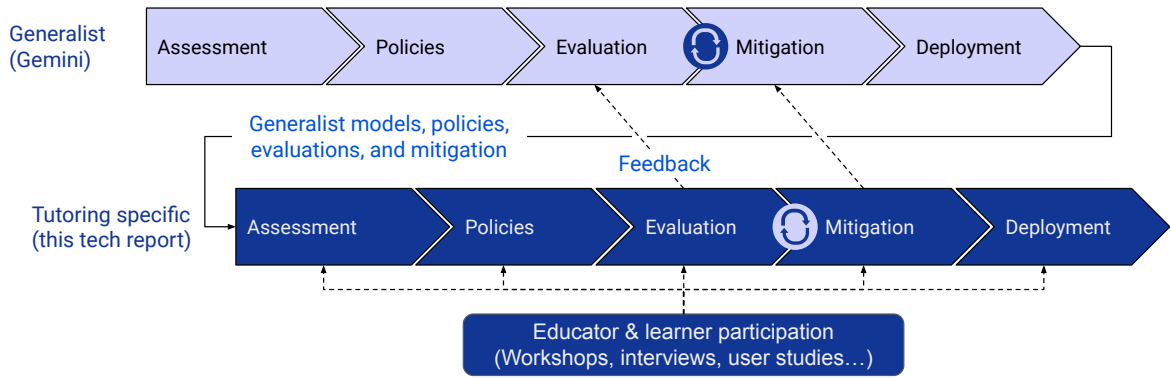 Generalist
(Gemini)
Assessment
Policies
Evaluation
Mitigation
Deployment
Generalist models, policies,
evaluations, and mitigation
Feedback
Tutoring specific
(this tech report)
Assessment
Policies
Evaluation
Mitigation
Deployment
Educator & learner participation
(Workshops, interviews, user studies…)